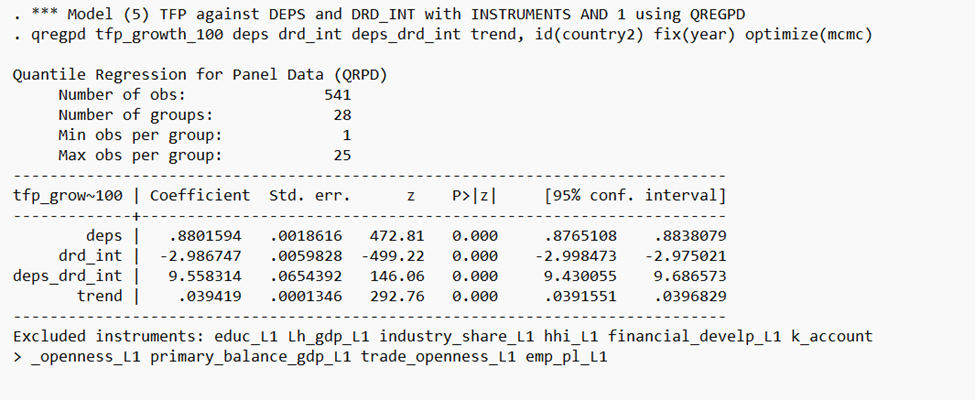 . *** Model (5) TFP against DEPS and DRD_INT with INSTRUMENTS AND 1 using QREGPD
. qregpd tfp_growth_100 deps drd_int deps_drd_int trend, id(country2) fix(year) optimize(mcmc)
Quantile Regression for Panel Data (QRPD)
     Number of obs:              541
     Number of groups:            28
     Min obs per group:            1
     Max obs per group:           25
------------------------------------------------------------------------------
tfp_grow~100 | Coefficient  Std. err.      z    P>|z|     [95% conf. interval]
-------------+----------------------------------------------------------------
        deps |   .8801594   .0018616   472.81   0.000     .8765108    .8838079
     drd_int |  -2.986747   .0059828  -499.22   0.000    -2.998473   -2.975021
deps_drd_int |   9.558314   .0654392   146.06   0.000     9.430055    9.686573
       trend |    .039419   .0001346   292.76   0.000     .0391551    .0396829
------------------------------------------------------------------------------
Excluded instruments: educ_L1 Lh_gdp_L1 industry_share_L1 hhi_L1 financial_develp_L1 k_account
> _openness_L1 primary_balance_gdp_L1 trade_openness_L1 emp_pl_L1